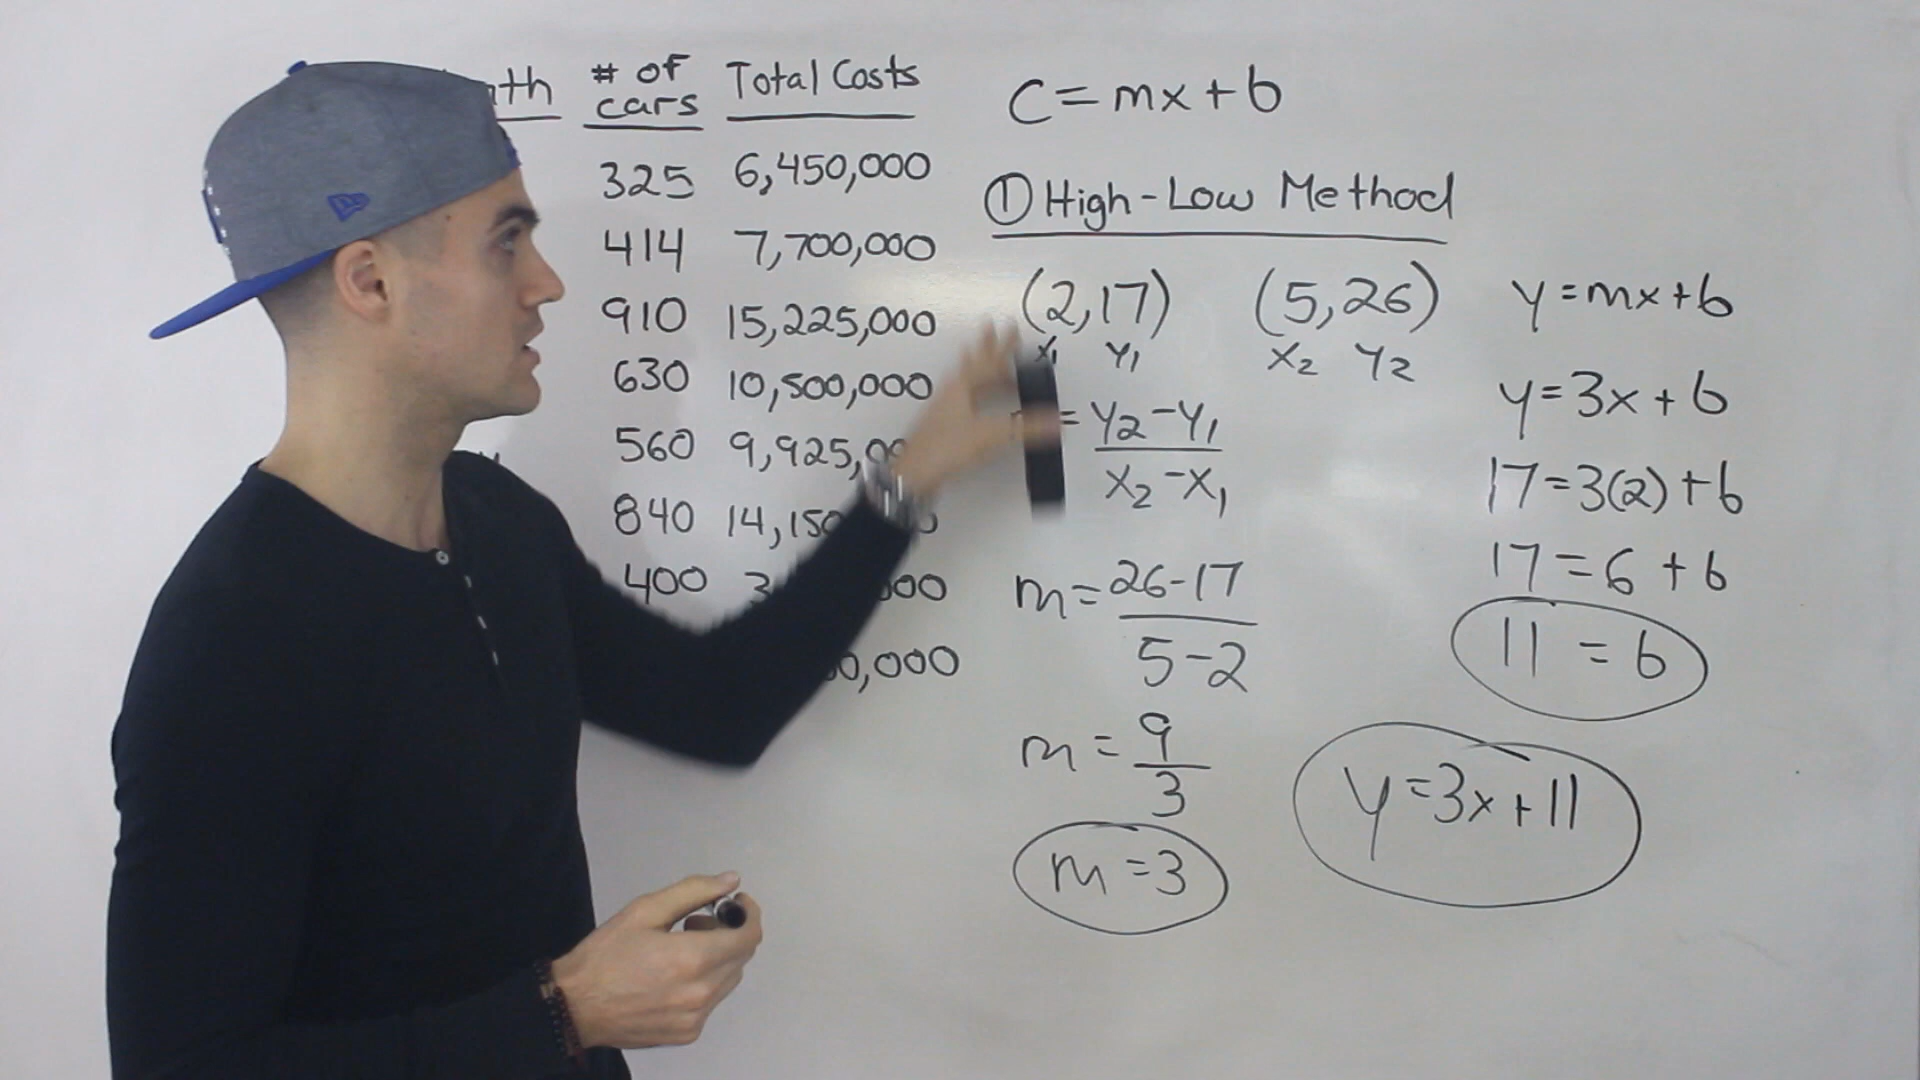 # of cars Total Costs
325 6,450,000
414 7,700,000
910 15,225,000
630 10,500,000
560
840
400
C=mx+b
① High-Low Method
(2,17) (5,26)
x₁ y₁ x₂ y₂
= y₂-y₁
x₂-x₁
m=26-17
5-2
m=9
3
m=3
y=mx+b
y=3x+b
17=3(2)+b
17=6+b
11=b
y=3x+11